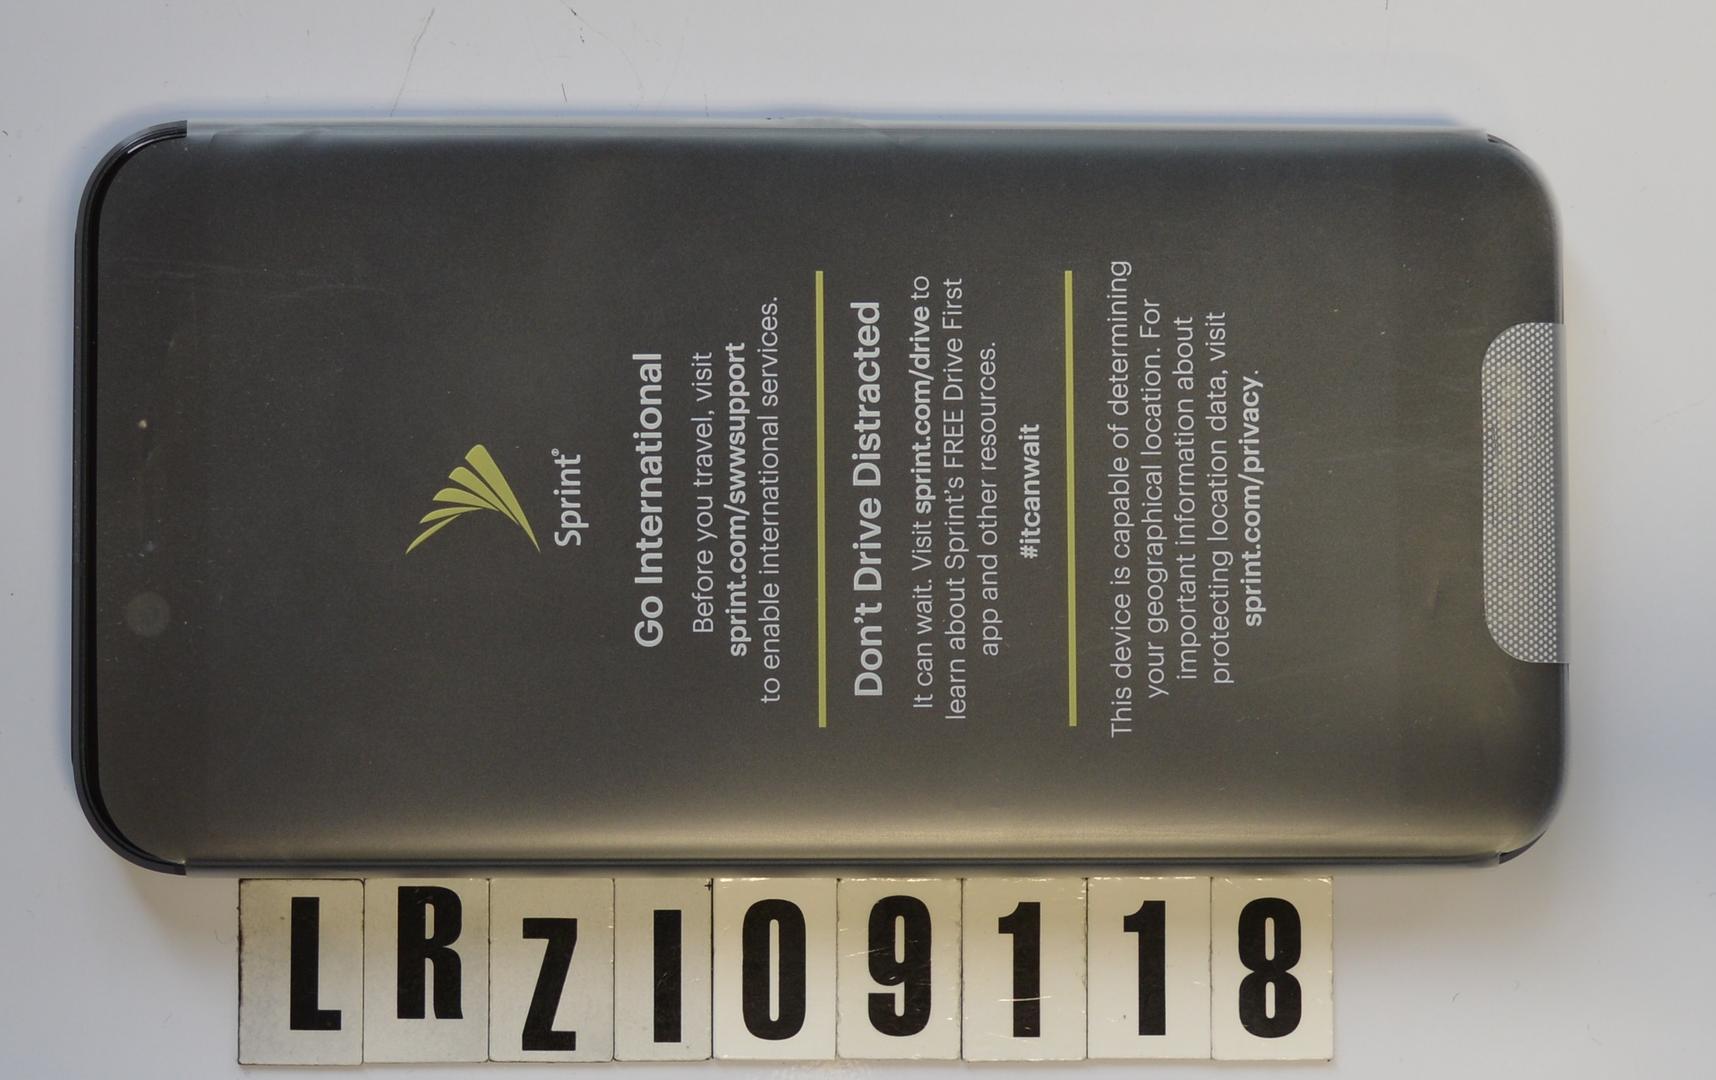 Sprint®
Go International
Before you travel, visit
sprint.com/swwsupport
to enable international services.
Don't Drive Distracted
It can wait. Visit sprint.com/drive to
learn about Sprint's FREE Drive First
app and other resources.
#itcanwait
This device is capable of determining
your geographical location. For
important information about
protecting location data, visit
sprint.com/privacy.
LRZI09118